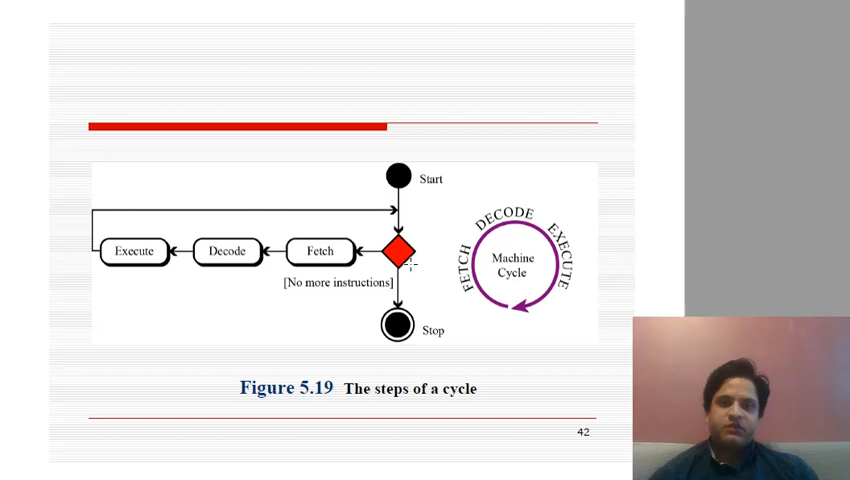 Start
Execute
Decode
Fetch
[No more instructions]
Stop
FETCH DECODE EXECUTE
Machine
Cycle
Figure 5.19 The steps of a cycle
42